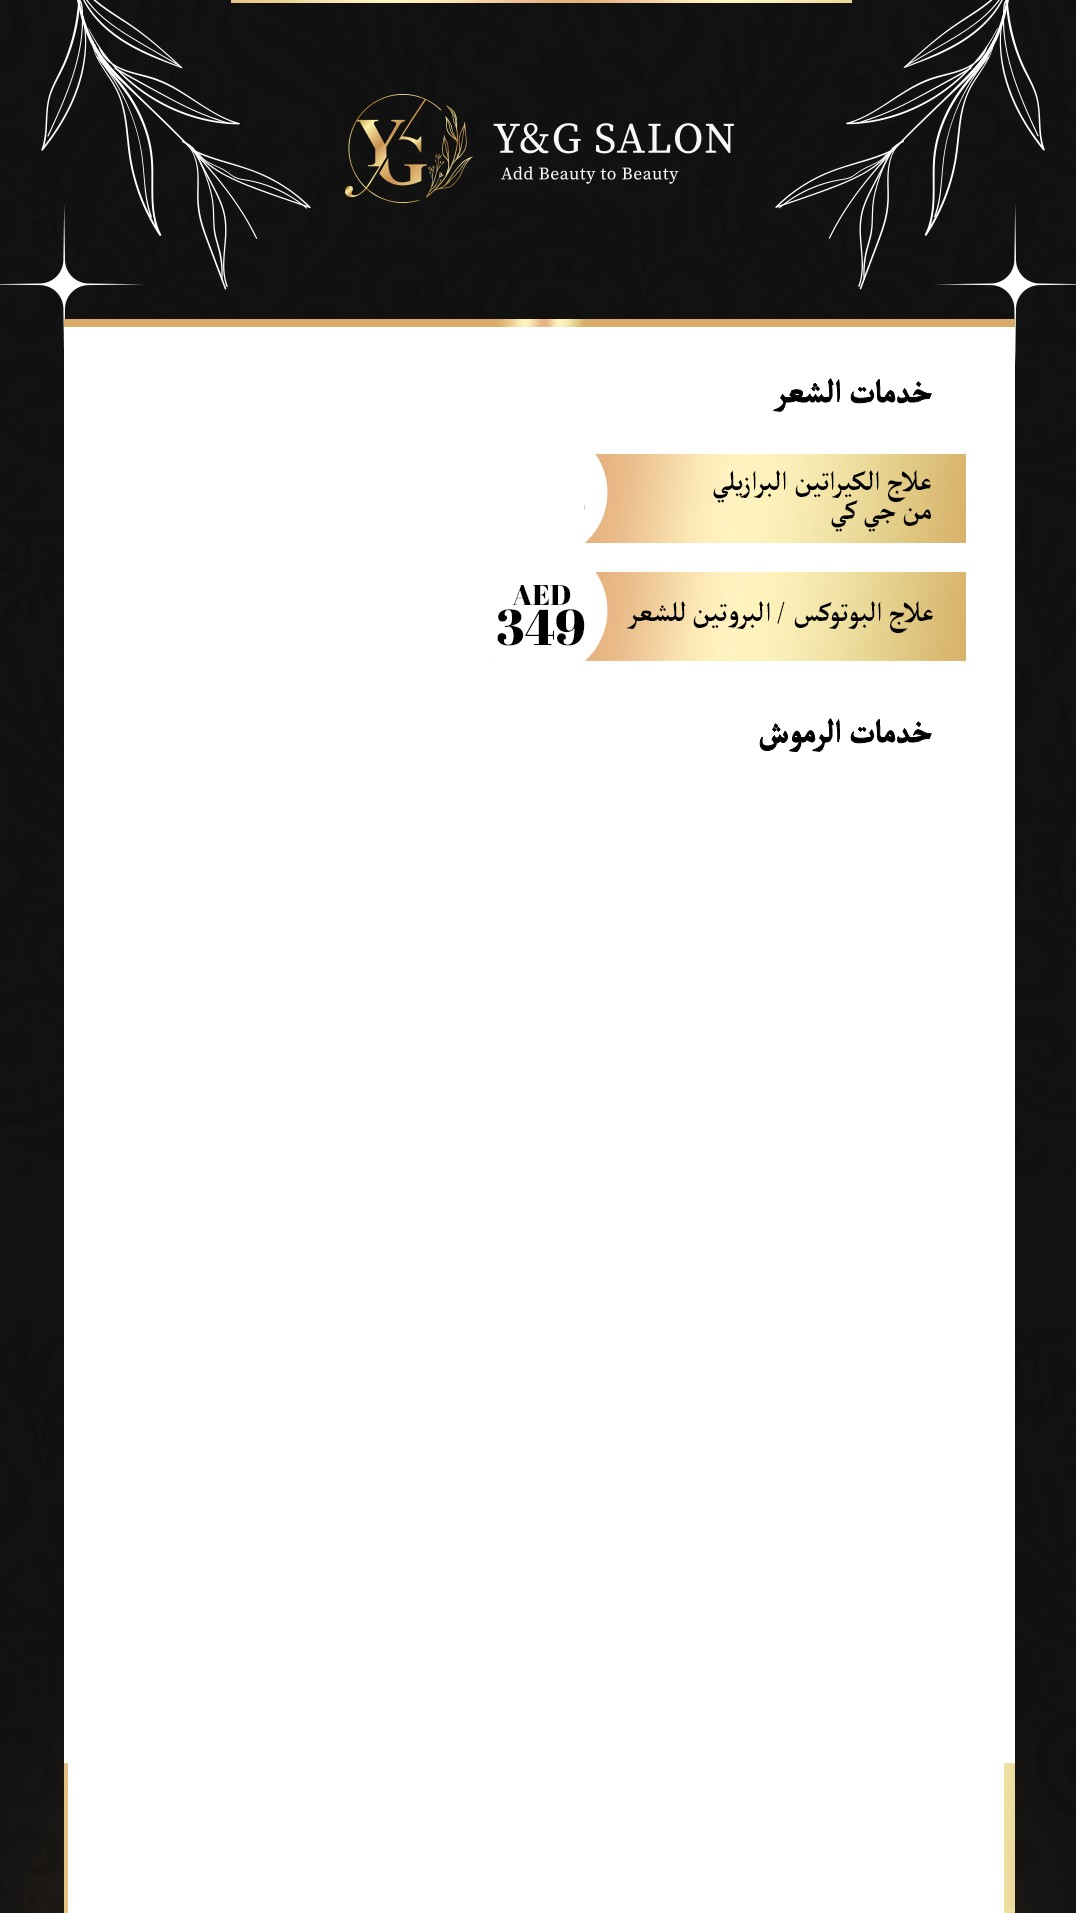 YG
Y&G SALON
Add Beauty to Beauty
خدمات الشعر
علاج الكيراتين البرازيلي
من جي كي
علاج البوتوكس / البروتين للشعر
AED
349
خدمات الرموش